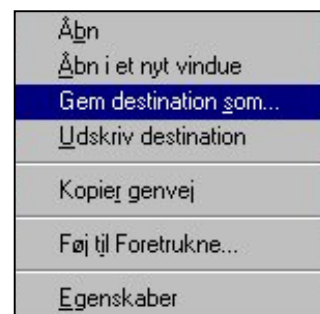 Åbn
Åbn i et nyt vindue
Gem destination som...
Udskriv destination
Kopier genvej
Føj til Foretrukne...
Egenskaber